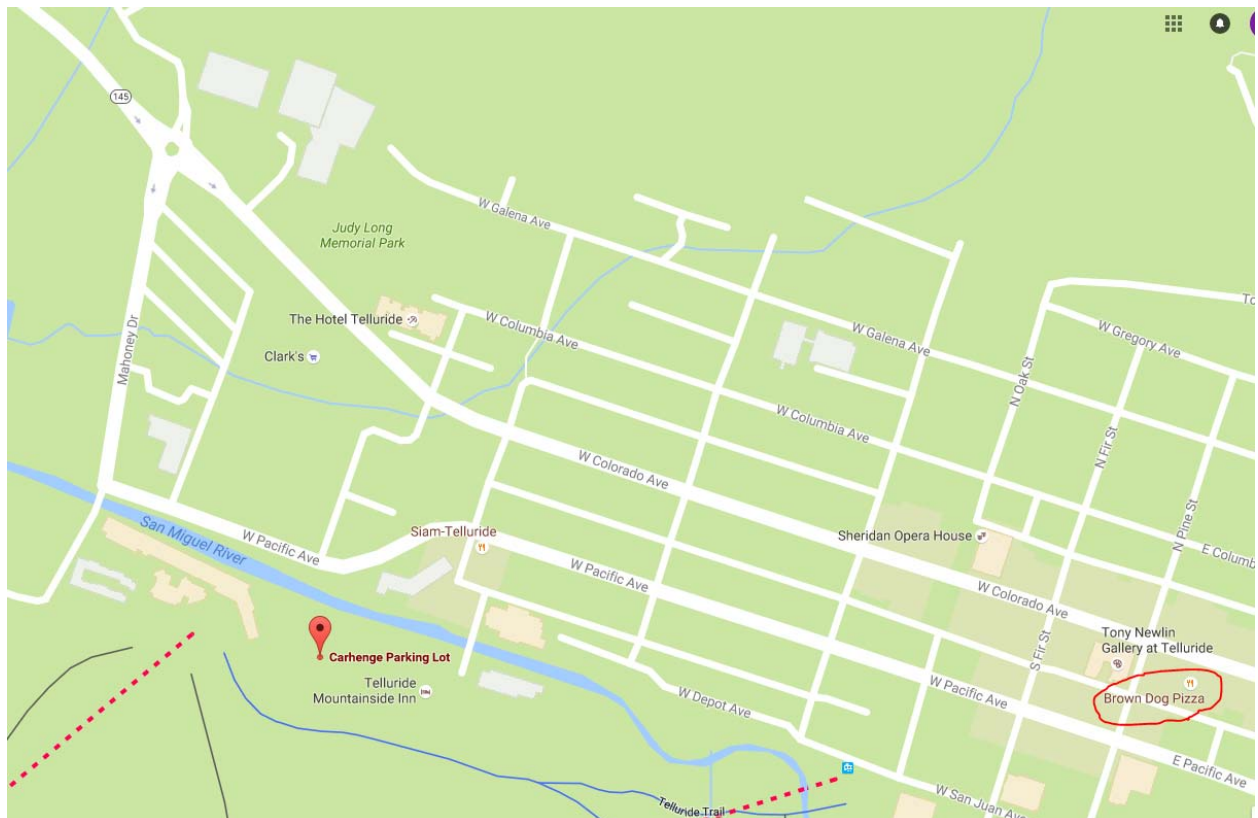 145
W Galena Ave
Judy Long
Memorial Park
The Hotel Telluride
W Columbia Ave
W Galena Ave
W Gregory Ave
To
Clark's
Mahoney Dr
N Oak St
W Columbia Ave
N Fir St
W Colorado Ave
N Pine St
San Miguel River
W Pacific Ave
Siam-Telluride
Sheridan Opera House
E Columb
W Pacific Ave
W Colorado Ave
S Fir St
Tony Newlin
Gallery at Telluride
Carhenge Parking Lot
Telluride
Mountainside Inn
W Depot Ave
W Pacific Ave
Brown Dog Pizza
E Pacific Ave
W San Juan Ave
Telluride Trail